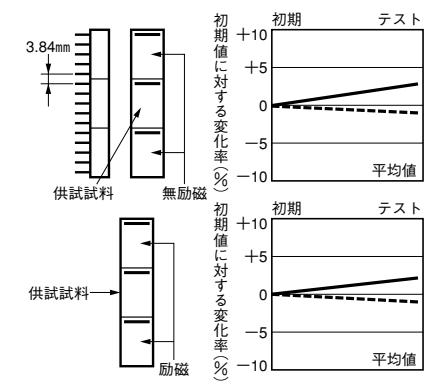 3.84mm
供試試料
無励磁
初期値に対する変化率(%)
初期
テスト
+10
+5
0
−5
−10
平均値
供試試料
励磁
初期値に対する変化率(%)
初期
テスト
+10
+5
0
−5
−10
平均値